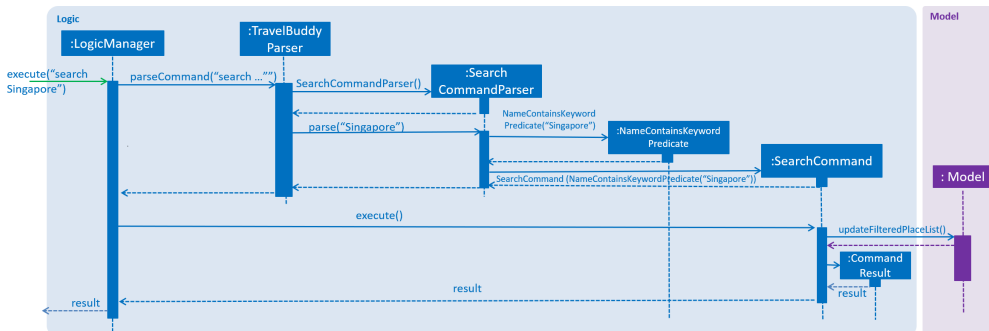 Logic
Model
:LogicManager
:TravelBuddy
Parser
:Search
CommandParser
:NameContainsKeyword
Predicate
:SearchCommand
: Model
execute(“search
Singapore”)
parseCommand(“search …””)
SearchCommandParser()
parse(“Singapore”)
NameContainsKeyword
Predicate(“Singapore”)
SearchCommand (NameContainsKeywordPredicate(“Singapore”))
execute()
updateFilteredPlaceList()
:Command
Result
result
result
result